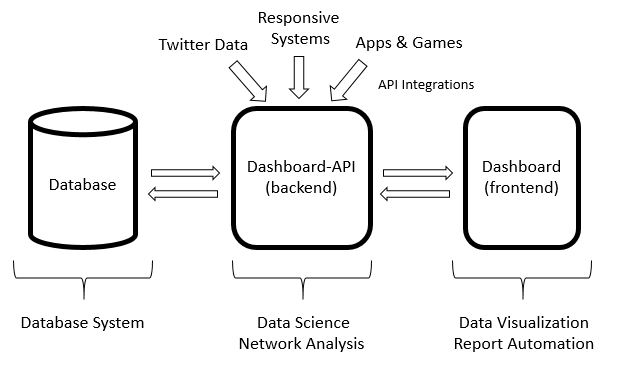 Responsive
Systems
Twitter Data
Apps & Games
API Integrations
Database
Dashboard-API
(backend)
Dashboard
(frontend)
Database System
Data Science
Network Analysis
Data Visualization
Report Automation